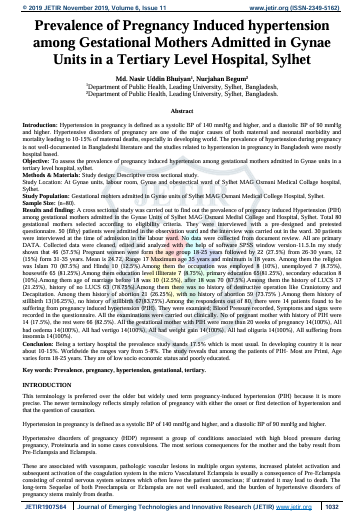 © 2019 JETIR November 2019, Volume 6, Issue 11 www.jetir.org (ISSN-2349-5162)
Prevalence of Pregnancy Induced hypertension
among Gestational Mothers Admitted in Gynae
Units in a Tertiary Level Hospital, Sylhet
Md. Nasir Uddin Bhuiyan¹, Nurjahan Begum²
¹Department of Public Health, Leading University, Sylhet, Bangladesh.
²Department of Public Health, Leading University, Sylhet, Bangladesh.
Abstract
Introduction: Hypertension in pregnancy is defined as a systolic BP of 140 mmHg and higher, and a diastolic BP of 90 mmHg
and higher. Hypertensive disorders of pregnancy are one of the major causes of both maternal and neonatal morbidity and
mortality leading to 10-15% of maternal deaths, especially in developing world. The prevalence of hypertension during pregnancy
is not well-documented in Bangladesh literature and the studies related to hypertension in pregnancy in Bangladesh were mostly
hospital based.
Objective: To assess the prevalence of pregnancy induced hypertension among gestational mothers admitted in Gynae units in a
tertiary level hospital, sylhet.
Methods & Materials: Study design: Descriptive cross sectional study.
Study Location: At Gynae units, labour room, Gynae and obstetrical ward of Sylhet MAG Osmani Medical College hospital,
Sylhet.
Study Population: Gestational mothers admitted in Gynae units of Sylhet MAG Osmani Medical College Hospital, Sylhet.
Sample Size: (n=80).
Results and findings: This cross sectional study was carried out to find out the prevalence of pregnancy induced Hypertension (PIH)
among gestational mothers admitted in the Gynae Units of Sylhet MAG Osmani Medial College and Hospital, Sylhet. Total 80
gestational mothers were selected according to eligibility criteria. They were interviewed with a pre-designed and pretested
questionnaire. 50 (fifty) patients were admitted in the observation ward and the interview was carried out in the ward. 30 patients
were interviewed at the time of admission in the labour ward. No data were collected from document review. All are primary
DATA. Collected data were cleaned, edited and analyzed with the help of software SPSS window version-11.5.In my study
shown that 46 (57.5%) Pregnant women form the age group 18-25 years followed by 22 (27.5%) from 26-30 years, 12
(15%) form 31-35 years. Mean is 24.72, Range 17 Maximum age 35 years and minimum is 18 years. Among them the religion
was Islam 70 (87.5%) and Hindu 10 (12.5%) Among them the occupation was employed 8 (10%), unemployed 7 (8.75%),
housewife 65 (81.25%) Among them education level illiterate 7 (8.75%), primary education 65(81.25%), secondary education 8
(10%) Among them age of marriage before 18 was 10 (12.5%), after 18 was 70 (87.5%) Among them the history of LUCS 17
(21.25%), history of no LUCS 63 (78.75%) Among them there was no history of destructive operation like Craniotomy and
Decapitation. Among them history of abortion 21 (26.25%), with no history of abortion 59 (73.75% ) .Among them history of
stillbirth 13(16.25%), no history of stillbirth 67(83.75%). Among the respondents out of 80, there were 14 patients found to be
suffering from pregnancy induced hypertension (PIH). They were examined, Blood Pressure recorded, Symptoms and signs were
recorded in the questionnaire. All the examinations were carried out clinically. No of pregnant mother with history of PIH were
14 (17.5%), the rest were 66 (82.5%). All the gestational mother with PIH were more than 20 weeks of pregnancy 14(100%), All
had oedema 14(100%), All had vertigo 14(100%), All had weight gain 14(100%). All had oliguria 14(100%), All suffering from
insomnia 14(100%).
Conclusion: Being a tertiary hospital the prevalence study stands 17.5% which is most usual. In developing country it is near
about 10-15%. Worldwide the ranges vary from 5-8%. The study reveals that among the patients of PIH- Most are Primi, Age
varies form 18-25 years. They are of low socio economic status and poorly educated.
Key words: Prevalence, pregnancy, hypertension, gestational, tertiary.
INTRODUCTION
This terminology is preferred over the older but widely used term pregnancy-induced hypertension (PIH) because it is more
precise. The newer terminology reflects simply relation of pregnancy with either the onset or first detection of hypertension and
that the question of causation.
Hypertension in pregnancy is defined as a systolic BP of 140 mmHg and higher, and a diastolic BP of 90 mmHg and higher.
Hypertensive disorders of pregnancy (HDP) represent a group of conditions associated with high blood pressure during
pregnancy, Proteinuria and in some cases convulsions. The most serious consequences for the mother and the baby result from
Pre-Eclampsia and Eclampsia.
These are associated with vasospasm, pathologic vascular lesions in multiple organ systems, increased platelet activation and
subsequent activation of the coagulation system in the micro Vasculature4 Eclampsia is usually a consequence of Pre-Eclampsia
consisting of central nervous system seizures which often leave the patient unconscious; if untreated it may lead to death. The
long-term Sequelae of both Preeclampsia or Eclampsia are not well evaluated, and the burden of hypertensive disorders of
pregnancy stems mainly from deaths.
JETIR1907S64 Journal of Emerging Technologies and Innovative Research (JETIR) www.jetir.org 1032